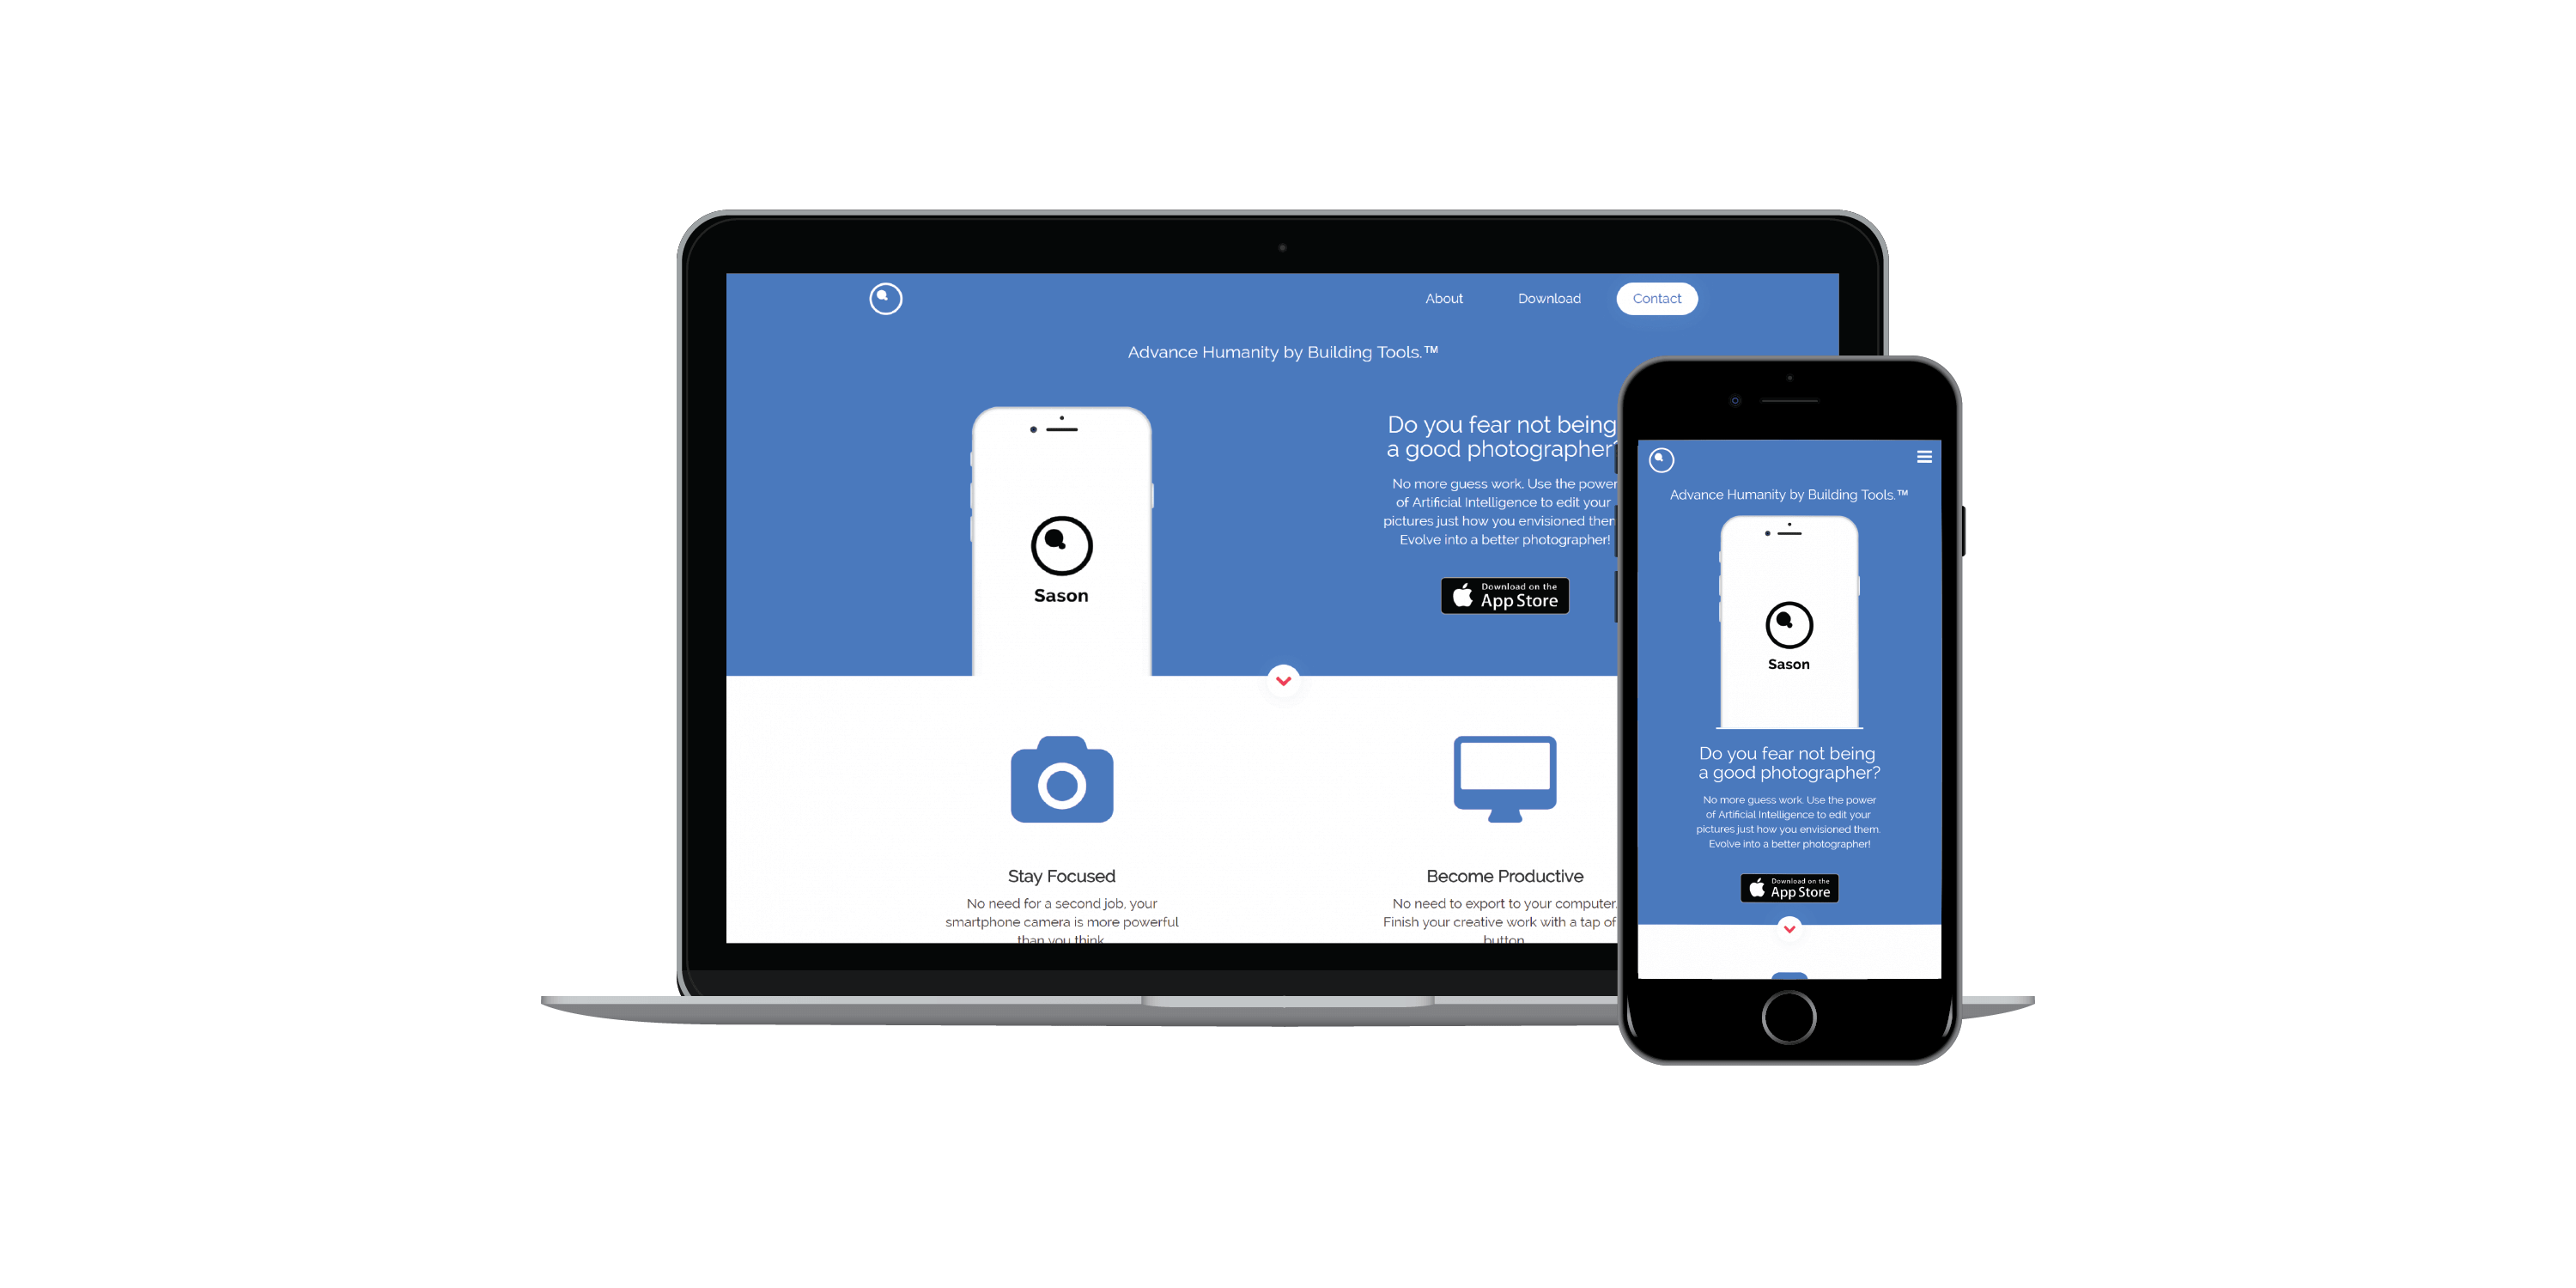 About Download Contact
Advance Humanity by Building Tools.™
Do you fear not being
a good photographer?
No more guess work. Use the power
of Artificial Intelligence to edit your
pictures just how you envisioned them
Evolve into a better photographer!
Download on the
App Store
Sason
Stay Focused
No need for a second job, your
smartphone camera is more powerful
than you think
Become Productive
No need to export to your computer.
Finish your creative work with a tap of
button
Advance Humanity by Building Tools.™
Sason
Do you fear not being
a good photographer?
No more guess work. Use the power
of Artificial Intelligence to edit your
pictures just how you envisioned them.
Evolve into a better photographer!
Download on the
App Store